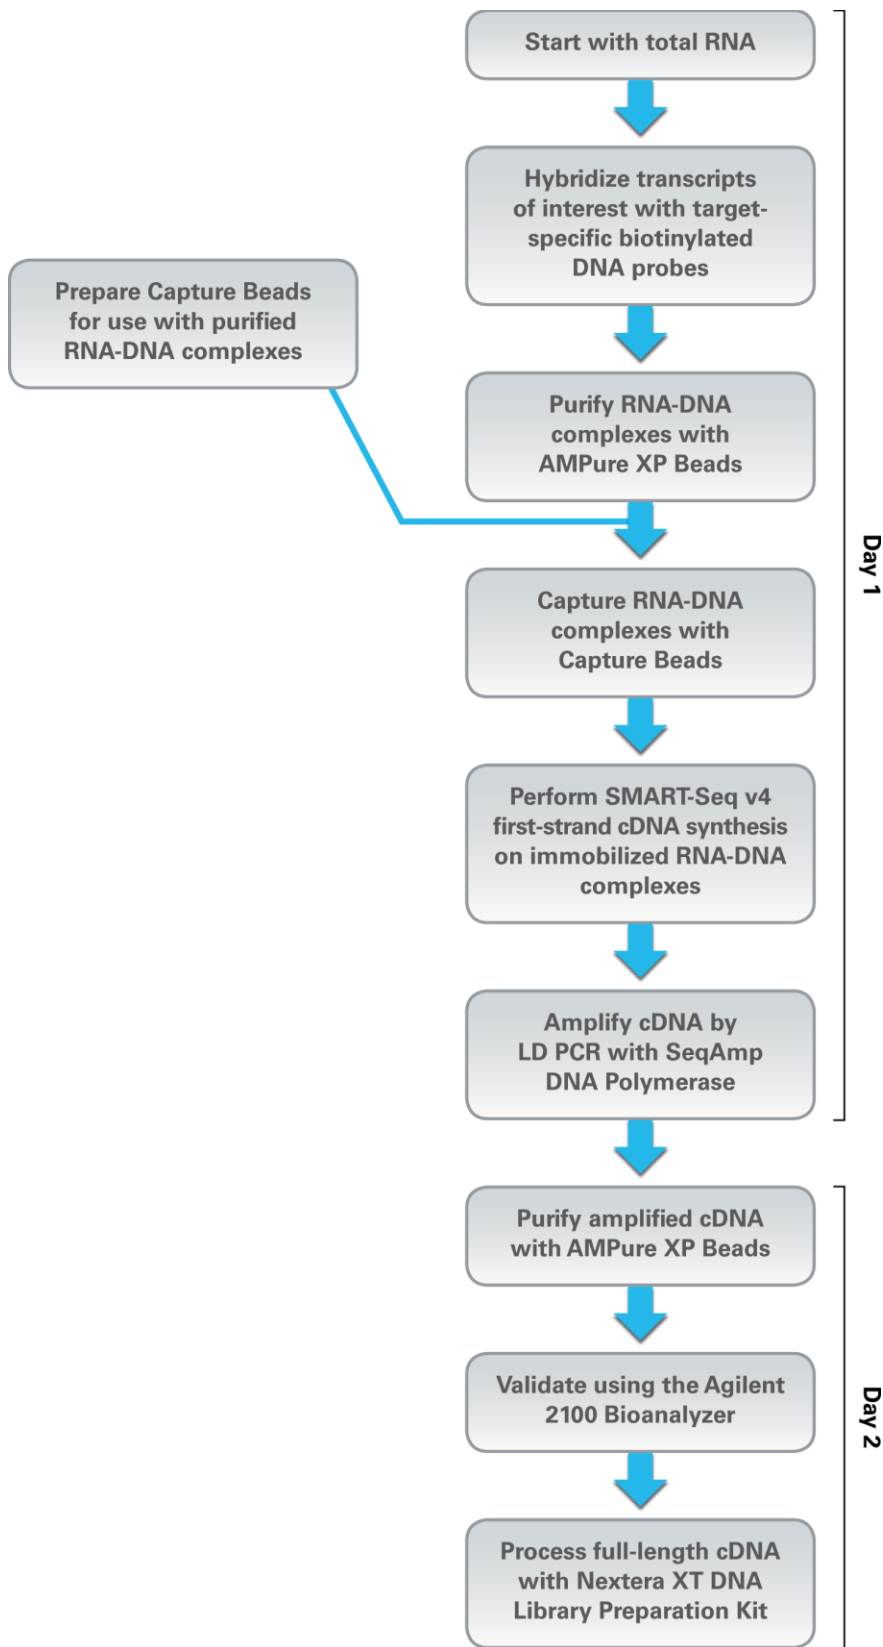 Start with total RNA
Hybridize transcripts
of interest with target-
specific biotinylated
DNA probes
Prepare Capture Beads
for use with purified
RNA-DNA complexes
Purify RNA-DNA
complexes with
AMPure XP Beads
Capture RNA-DNA
complexes with
Capture Beads
Perform SMART-Seq v4
first-strand cDNA synthesis
on immobilized RNA-DNA
complexes
Amplify cDNA by
LD PCR with SeqAmp
DNA Polymerase
Day 1
Purify amplified cDNA
with AMPure XP Beads
Validate using the Agilent
2100 Bioanalyzer
Process full-length cDNA
with Nextera XT DNA
Library Preparation Kit
Day 2